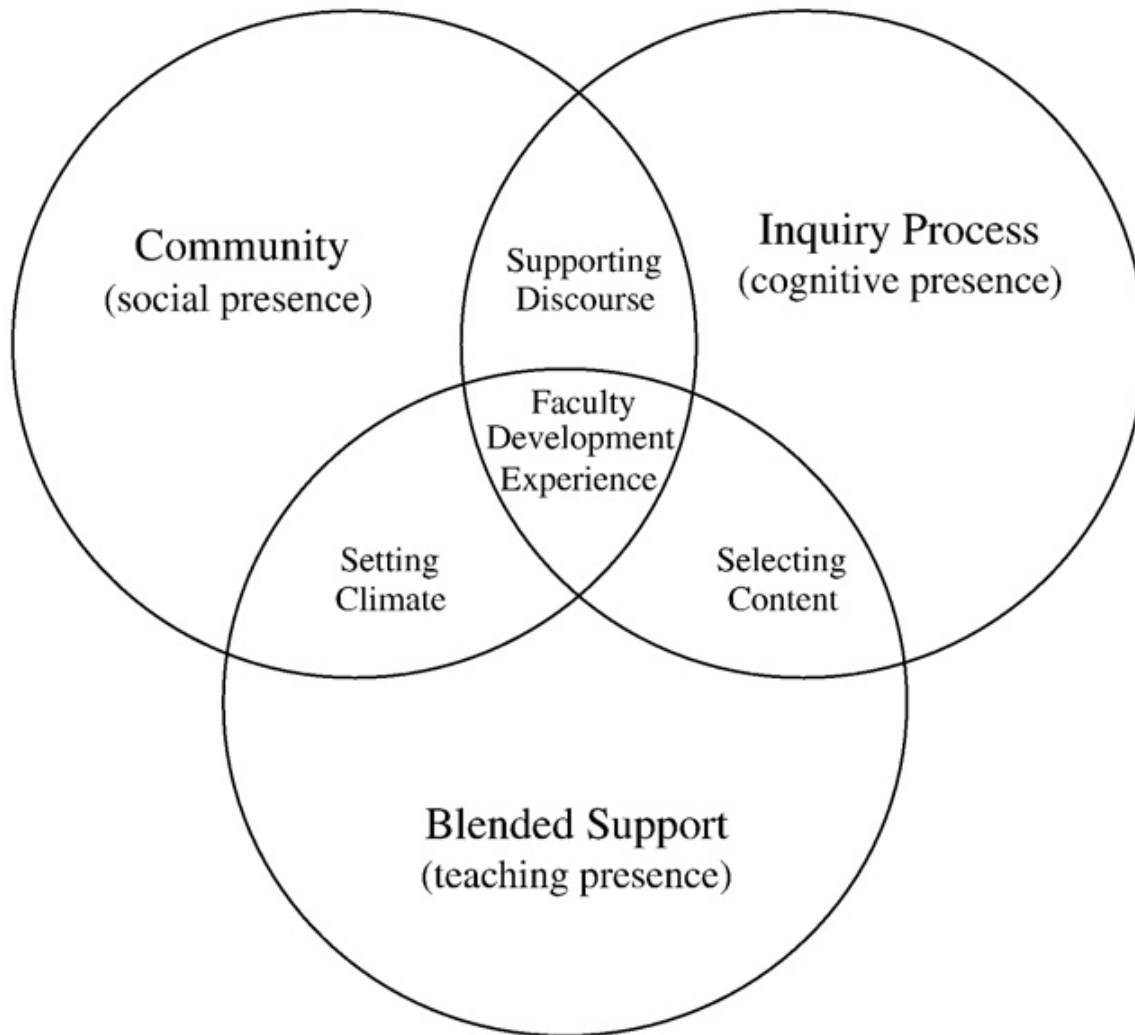 Community
(social presence)
Inquiry Process
(cognitive presence)
Supporting
Discourse
Faculty
Development
Experience
Setting
Climate
Selecting
Content
Blended Support
(teaching presence)